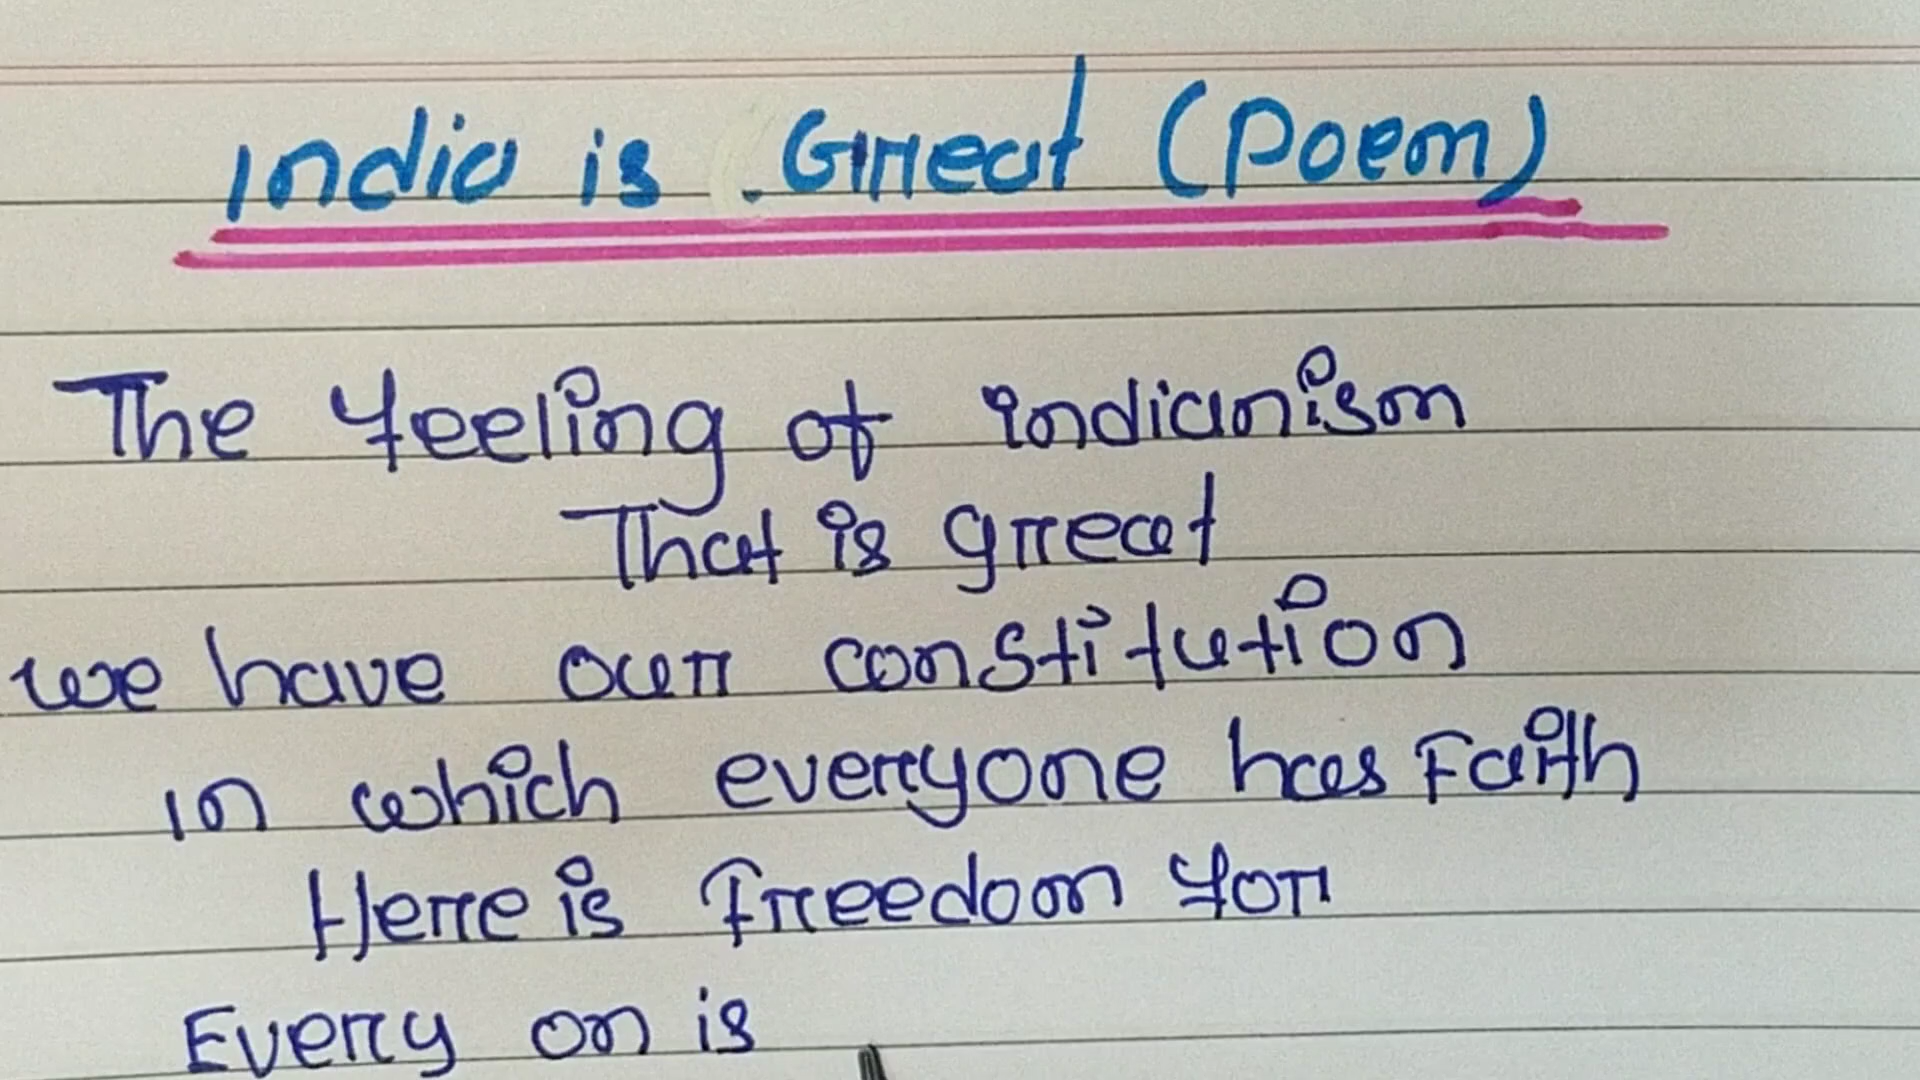 India is Great (Poem)
The feeling of indianism
That is great
we have our constitution
in which everyone has Faith
Here is Freedom for
Every on is